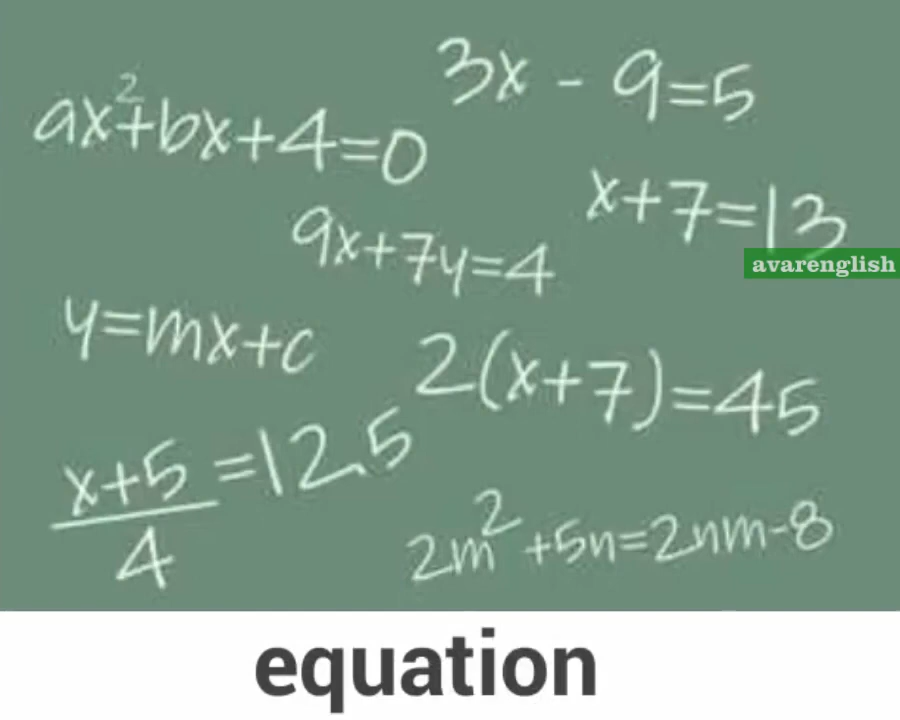 ax²+bx+4=0
3x - 9=5
x+7=13
9x+7y=4
avarenglish
y=mx+c
2(x+7)=45
x+5/4=12.5
2m²+5n=2nm-8
equation